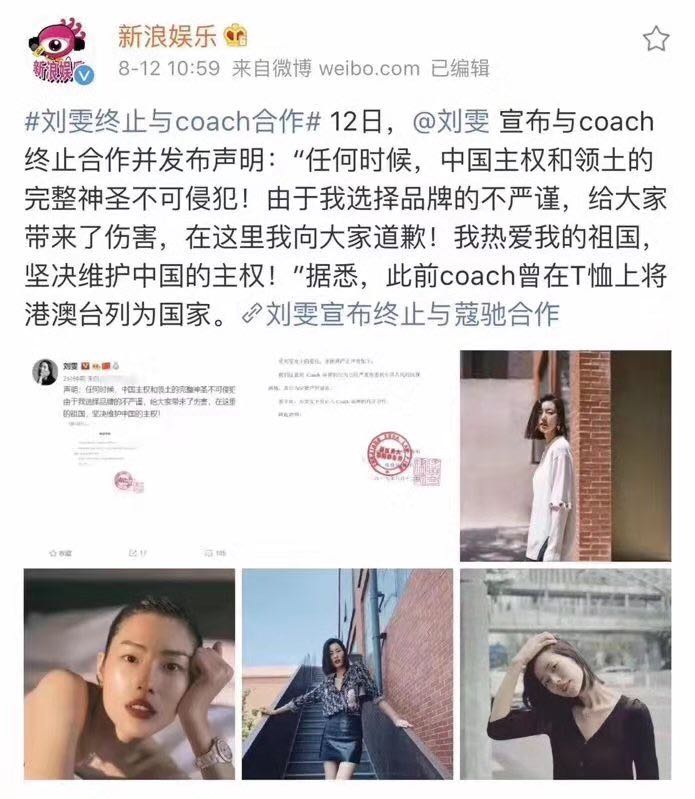 新浪娱乐
新浪娱乐
8-12 10:59 来自微博 weibo.com 已编辑
#刘雯终止与coach合作# 12日，@刘雯 宣布与coach
终止合作并发布声明：“任何时候，中国主权和领土的
完整神圣不可侵犯！由于我选择品牌的不严谨，给大家
带来了伤害，在这里我向大家道歉！我热爱我的祖国，
坚决维护中国的主权！”据悉，此前coach曾在T恤上将
港澳台列为国家。刘雯宣布终止与蔻驰合作
刘雯
2分钟前 来自
声明：任何时候，中国主权和领土的完整神圣不可侵犯
由于我选择品牌的不严谨，给大家带来了伤害，在这里
的祖国，坚决维护中国的主权！
收藏 17 105